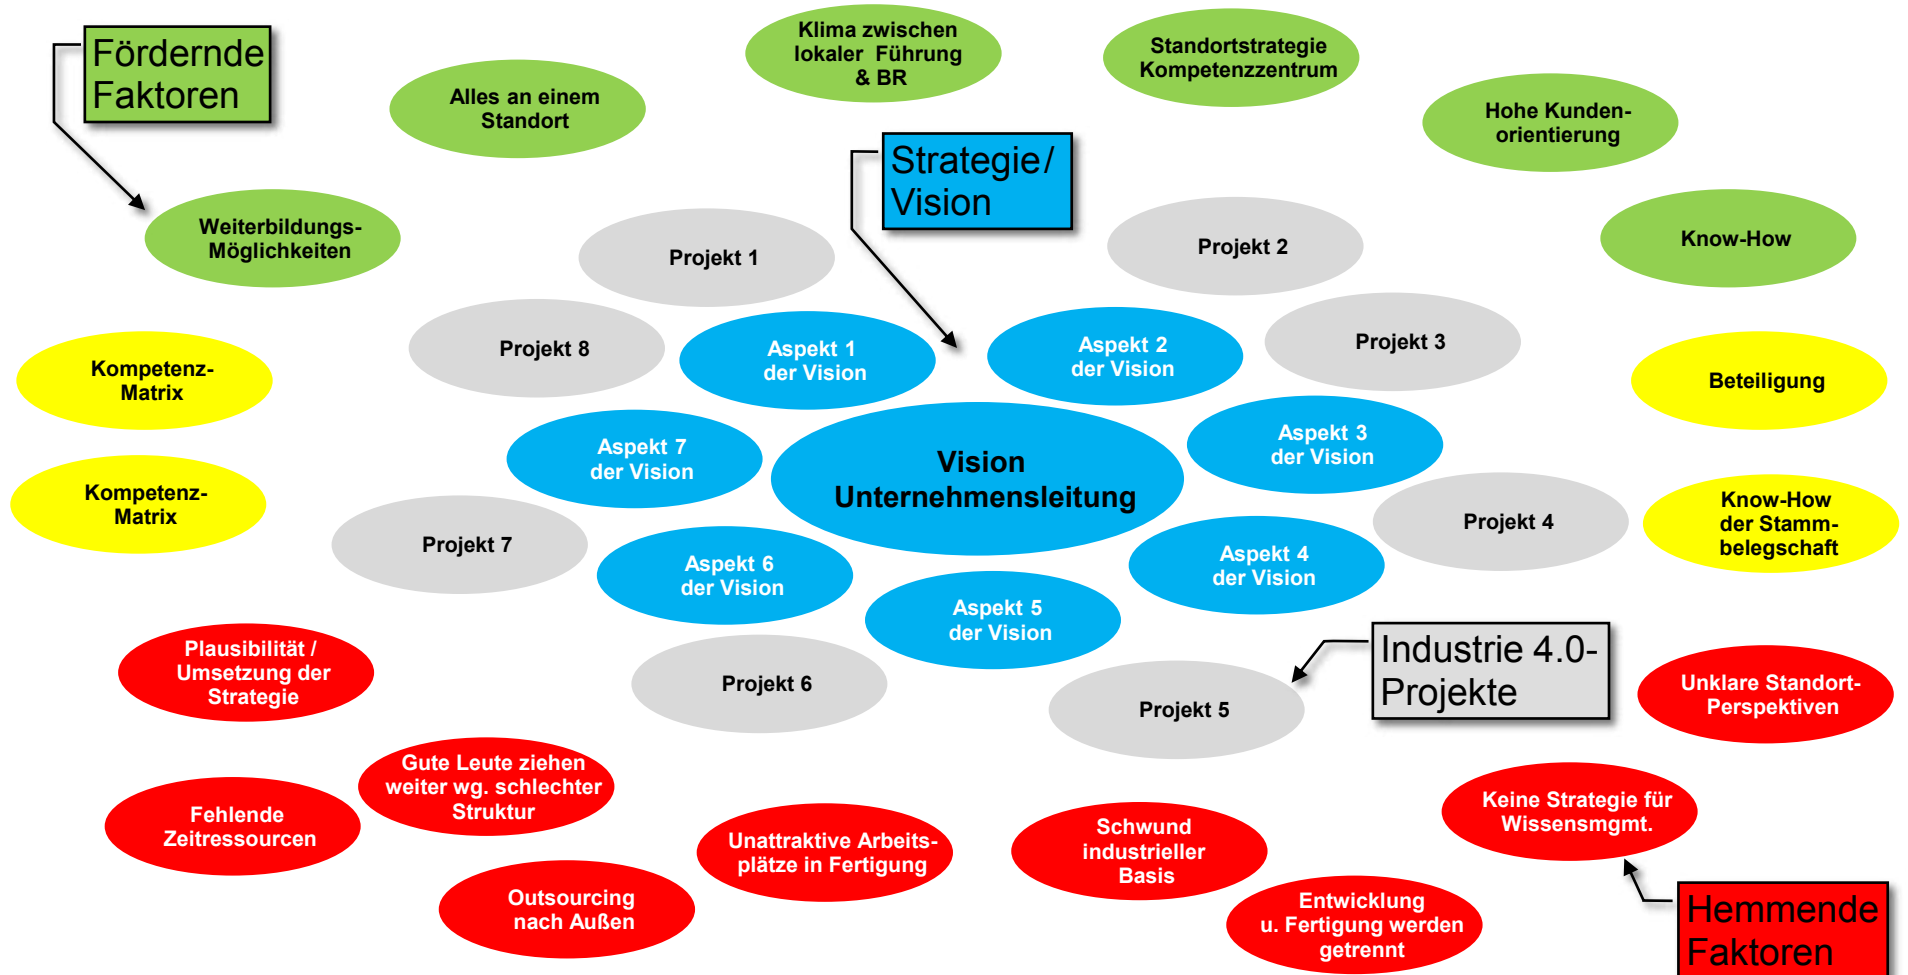 Fördernde
Faktoren
Klima zwischen
lokaler Führung
& BR
Standortstrategie
Kompetenzzentrum
Alles an einem
Standort
Hohe Kunden-
orientierung
Strategie/
Vision
Weiterbildungs-
Möglichkeiten
Know-How
Projekt 1
Projekt 2
Projekt 8
Projekt 3
Aspekt 1
der Vision
Aspekt 2
der Vision
Kompetenz-
Matrix
Beteiligung
Aspekt 7
der Vision
Vision
Unternehmensleitung
Aspekt 3
der Vision
Kompetenz-
Matrix
Projekt 7
Projekt 4
Know-How
der Stamm-
belegschaft
Aspekt 6
der Vision
Aspekt 4
der Vision
Aspekt 5
der Vision
Plausibilität /
Umsetzung der
Strategie
Projekt 6
Projekt 5
Industrie 4.0-
Projekte
Unklare Standort-
Perspektiven
Gute Leute ziehen
weiter wg. schlechter
Struktur
Fehlende
Zeitressourcen
Unattraktive Arbeits-
plätze in Fertigung
Schwund
industrieller
Basis
Keine Strategie für
Wissensmgmt.
Outsourcing
nach Außen
Entwicklung
u. Fertigung werden
getrennt
Hemmende
Faktoren